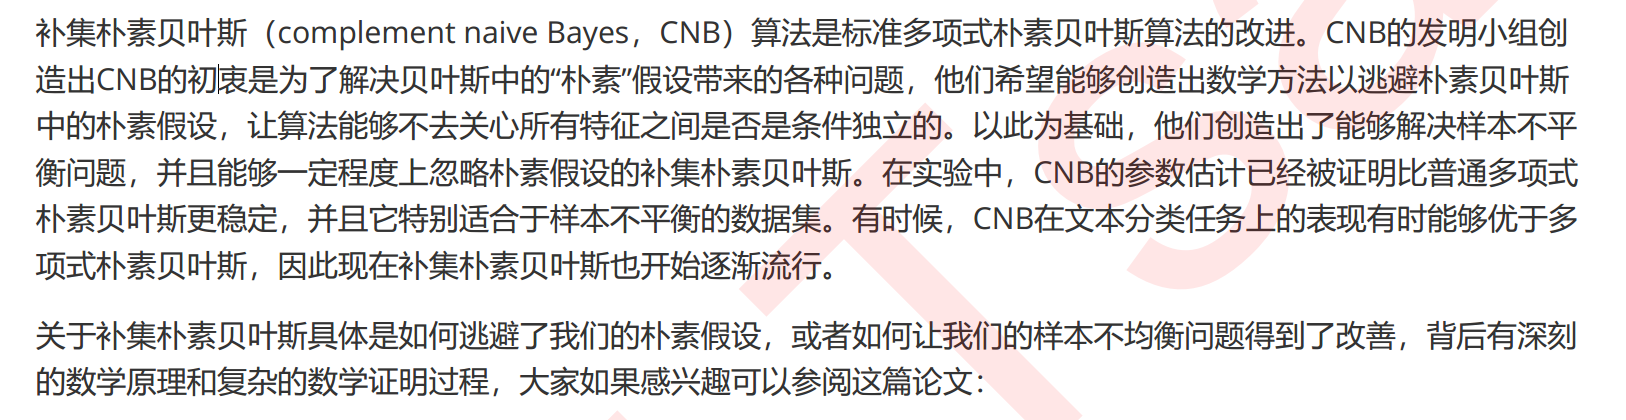 补集朴素贝叶斯（complement naive Bayes，CNB）算法是标准多项式朴素贝叶斯算法的改进。CNB的发明小组创
造出CNB的初衷是为了解决贝叶斯中的“朴素”假设带来的各种问题，他们希望能够创造出数学方法以逃避朴素贝叶斯
中的朴素假设，让算法能够不去关心所有特征之间是否是条件独立的。以此为基础，他们创造出了能够解决样本不平
衡问题，并且能够一定程度上忽略朴素假设的补集朴素贝叶斯。在实验中，CNB的参数估计已经被证明比普通多项式
朴素贝叶斯更稳定，并且它特别适合于样本不平衡的数据集。有时候，CNB在文本分类任务上的表现有时能够优于多
项式朴素贝叶斯，因此现在补集朴素贝叶斯也开始逐渐流行。
关于补集朴素贝叶斯具体是如何逃避了我们的朴素假设，或者如何让我们的样本不均衡问题得到了改善，背后有深刻
的数学原理和复杂的数学证明过程，大家如果感兴趣可以参阅这篇论文：